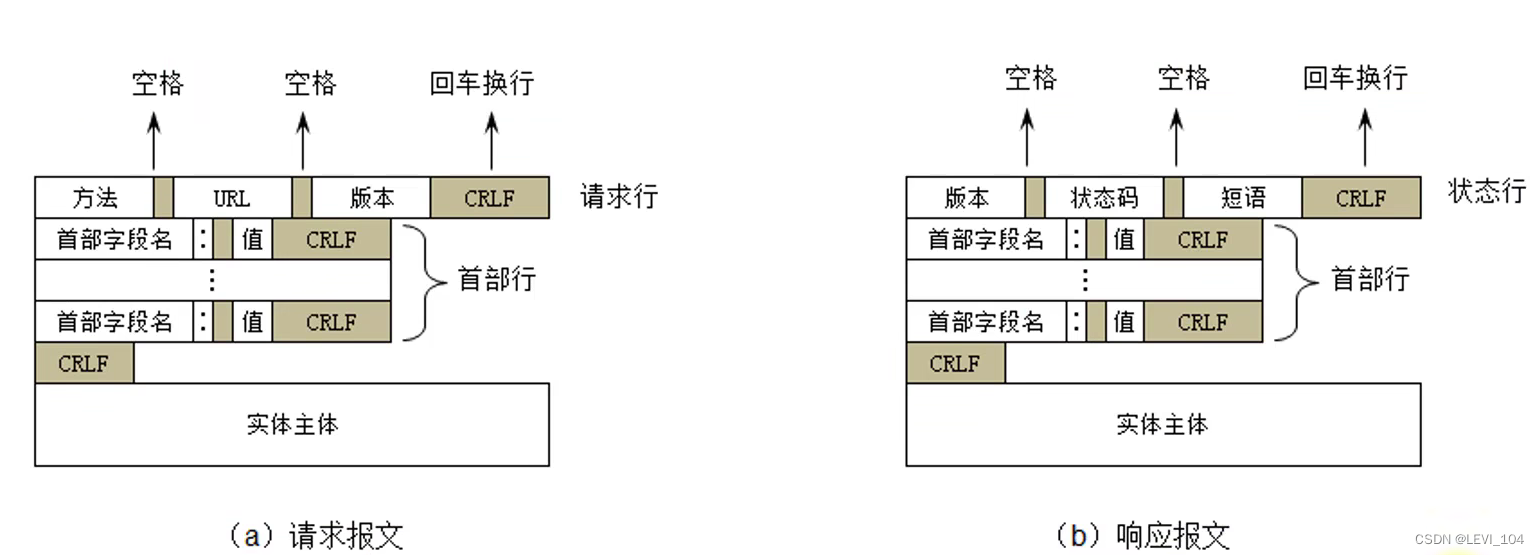 空格 空格 回车换行
方法 URL 版本 CRLF 请求行
首部字段名 : 值 CRLF
⋮ 首部行
首部字段名 : 值 CRLF
CRLF
实体主体
(a)请求报文
空格 空格 回车换行
版本 状态码 短语 CRLF 状态行
首部字段名 : 值 CRLF
⋮ 首部行
首部字段名 : 值 CRLF
CRLF
实体主体
(b)响应报文
CSDN @LEVI_104